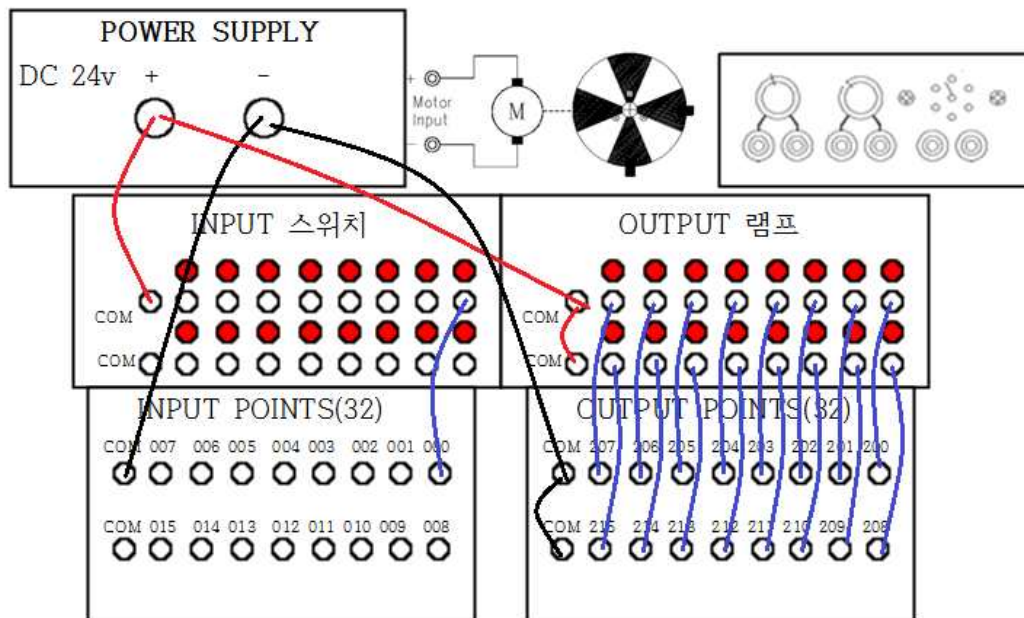 POWER SUPPLY
DC 24v + -
+
Motor
Input
-
M
INPUT 스위치
COM
COM
OUTPUT 램프
COM
COM
INPUT POINTS(32)
COM 007 006 005 004 003 002 001 000
COM 015 014 013 012 011 010 009 008
OUTPUT POINTS(32)
COM 207 206 205 204 203 202 201 200
COM 215 214 213 212 211 210 209 208